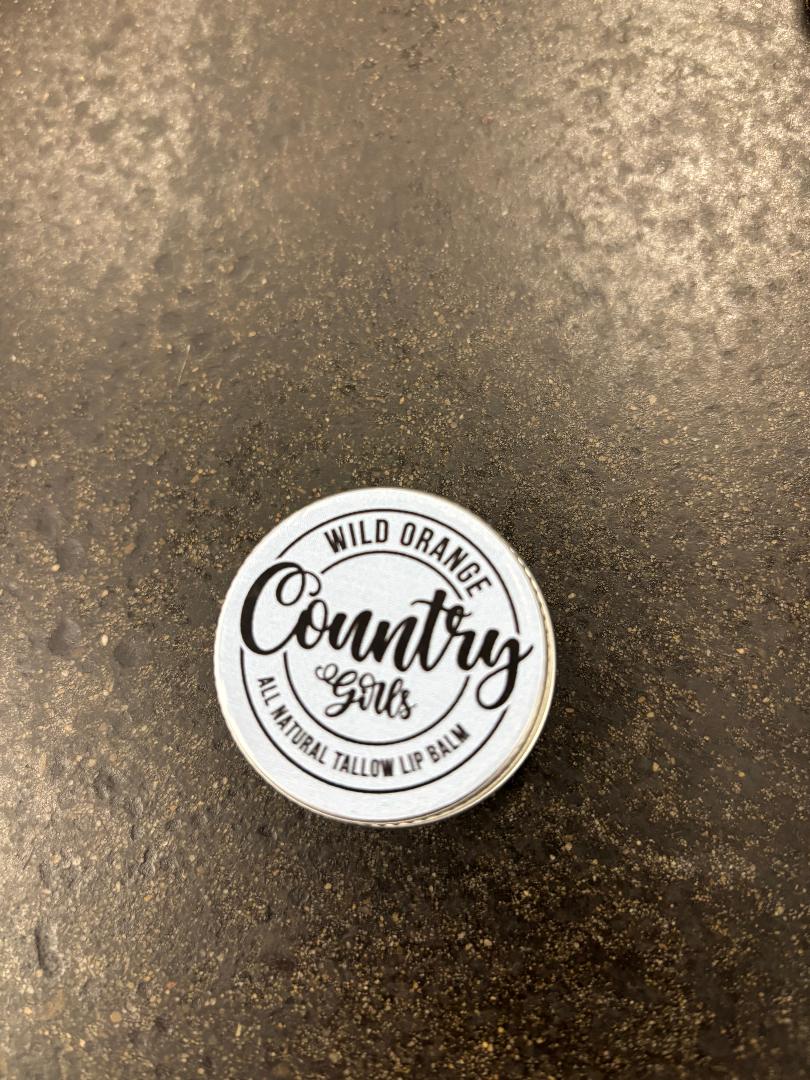 WILD ORANGE
Country
Girls
ALL NATURAL TALLOW LIP BALM